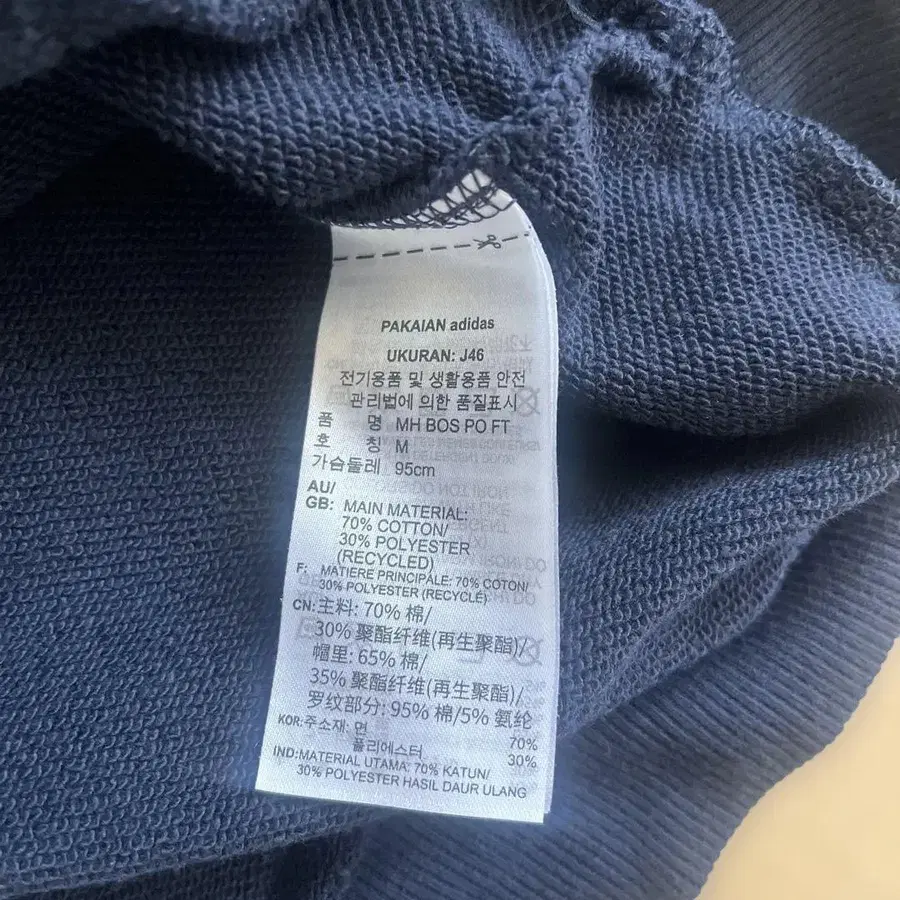 PAKAIAN adidas
UKURAN: J46
전기용품 및 생활용품 안전
관리법에 의한 품질표시
품 명 MH BOS PO FT
호 칭 M
가슴둘레 95cm
AU/
GB: MAIN MATERIAL:
70% COTTON/
30% POLYESTER
(RECYCLED)
F: MATIERE PRINCIPALE: 70% COTON/
30% POLYESTER (RECYCLÉ)
CN: 主料: 70% 棉/
30% 聚酯纤维(再生聚酯)/
帽里: 65% 棉/
35% 聚酯纤维(再生聚酯)/
罗纹部分: 95% 棉/5% 氨纶
KOR: 주소재: 면 70%
폴리에스터 30%
IND: MATERIAL UTAMA: 70% KATUN/
30% POLYESTER HASIL DAUR ULANG